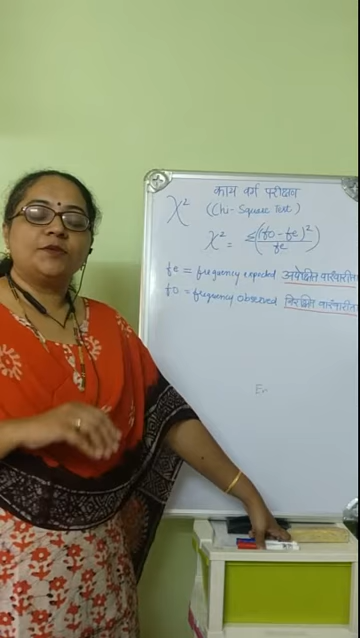 काय वर्ग परीक्षण
χ² (Chi-Square Test)
χ² = Σ((fo-fe)²/fe)
fe = frequency expected अपेक्षित वारंवारीता
fo = frequency observed निरीक्षित वारंवारीता